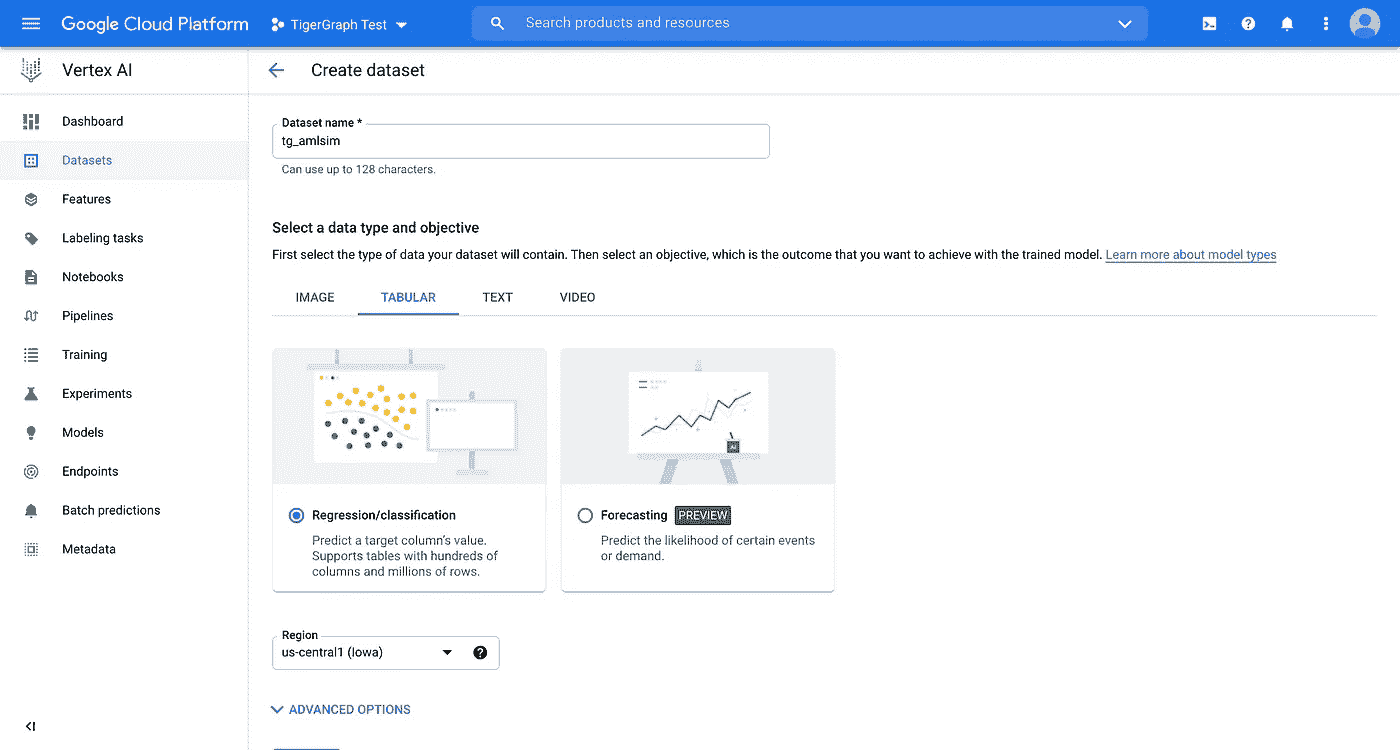 Google Cloud Platform
TigerGraph Test
Search products and resources
Vertex AI
Create dataset
Dashboard
Datasets
Features
Labeling tasks
Notebooks
Pipelines
Training
Experiments
Models
Endpoints
Batch predictions
Metadata
Dataset name *
tg_amlsim
Can use up to 128 characters.
Select a data type and objective
First select the type of data your dataset will contain. Then select an objective, which is the outcome that you want to achieve with the trained model. Learn more about model types
IMAGE
TABULAR
TEXT
VIDEO
Regression/classification
Predict a target column's value.
Supports tables with hundreds of
columns and millions of rows.
Forecasting PREVIEW
Predict the likelihood of certain events
or demand.
Region
us-central1 (Iowa)
ADVANCED OPTIONS